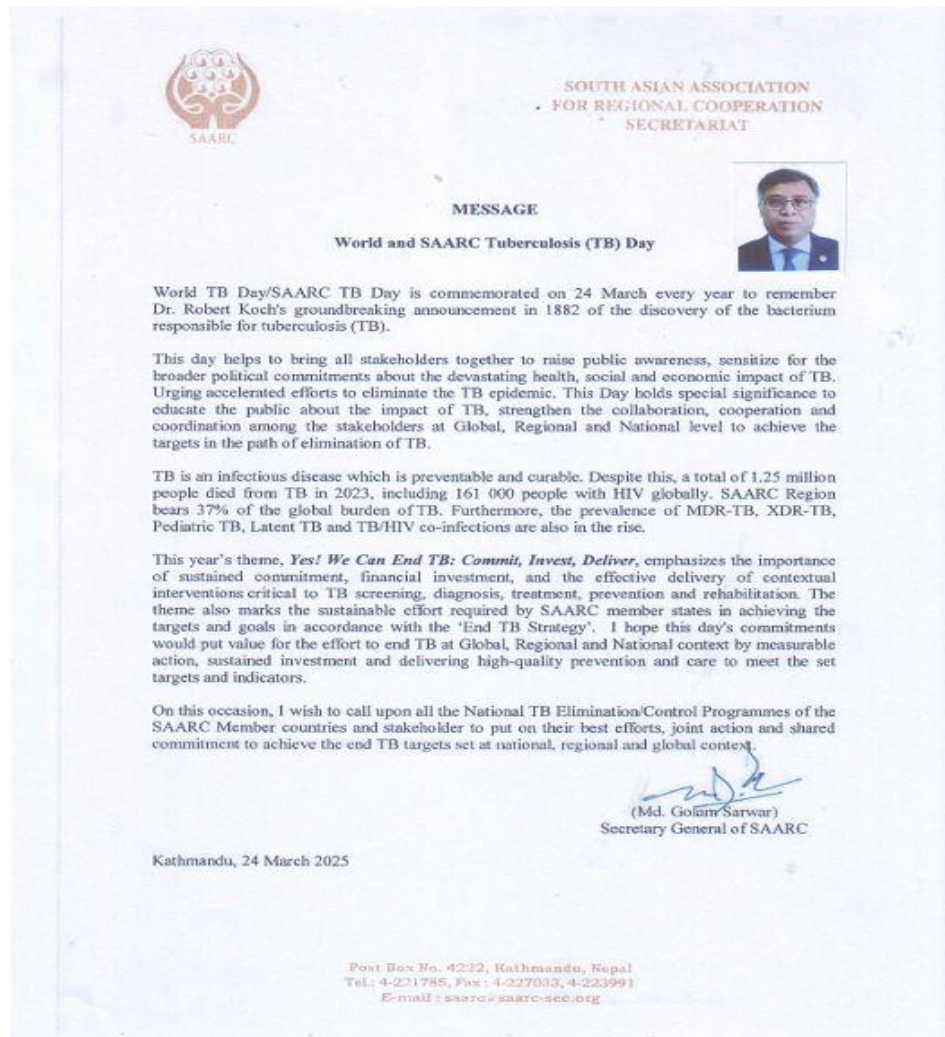 SAARC
SOUTH ASIAN ASSOCIATION
FOR REGIONAL COOPERATION
SECRETARIAT
MESSAGE
World and SAARC Tuberculosis (TB) Day
World TB Day/SAARC TB Day is commemorated on 24 March every year to remember
Dr. Robert Koch's groundbreaking announcement in 1882 of the discovery of the bacterium
responsible for tuberculosis (TB).
This day helps to bring all stakeholders together to raise public awareness, sensitize for the
broader political commitments about the devastating health, social and economic impact of TB.
Urging accelerated efforts to eliminate the TB epidemic. This Day holds special significance to
educate the public about the impact of TB, strengthen the collaboration, cooperation and
coordination among the stakeholders at Global, Regional and National level to achieve the
targets in the path of elimination of TB.
TB is an infectious disease which is preventable and curable. Despite this, a total of 1.25 million
people died from TB in 2023, including 161 000 people with HIV globally. SAARC Region
bears 37% of the global burden of TB. Furthermore, the prevalence of MDR-TB, XDR-TB,
Pediatric TB, Latent TB and TB/HIV co-infections are also in the rise.
This year's theme, Yes! We Can End TB: Commit, Invest, Deliver, emphasizes the importance
of sustained commitment, financial investment, and the effective delivery of contextual
interventions critical to TB screening, diagnosis, treatment, prevention and rehabilitation. The
theme also marks the sustainable effort required by SAARC member states in achieving the
targets and goals in accordance with the 'End TB Strategy'. I hope this day's commitments
would put value for the effort to end TB at Global, Regional and National context by measurable
action, sustained investment and delivering high-quality prevention and care to meet the set
targets and indicators.
On this occasion, I wish to call upon all the National TB Elimination/Control Programmes of the
SAARC Member countries and stakeholder to put on their best efforts, joint action and shared
commitment to achieve the end TB targets set at national, regional and global context.
(Md. Golam Sarwar)
Secretary General of SAARC
Kathmandu, 24 March 2025
Post Box No. 4222, Kathmandu, Nepal
Tel.: 4-221785, Fax : 4-227033, 4-223991
E-mail : saarc@saarc-sec.org